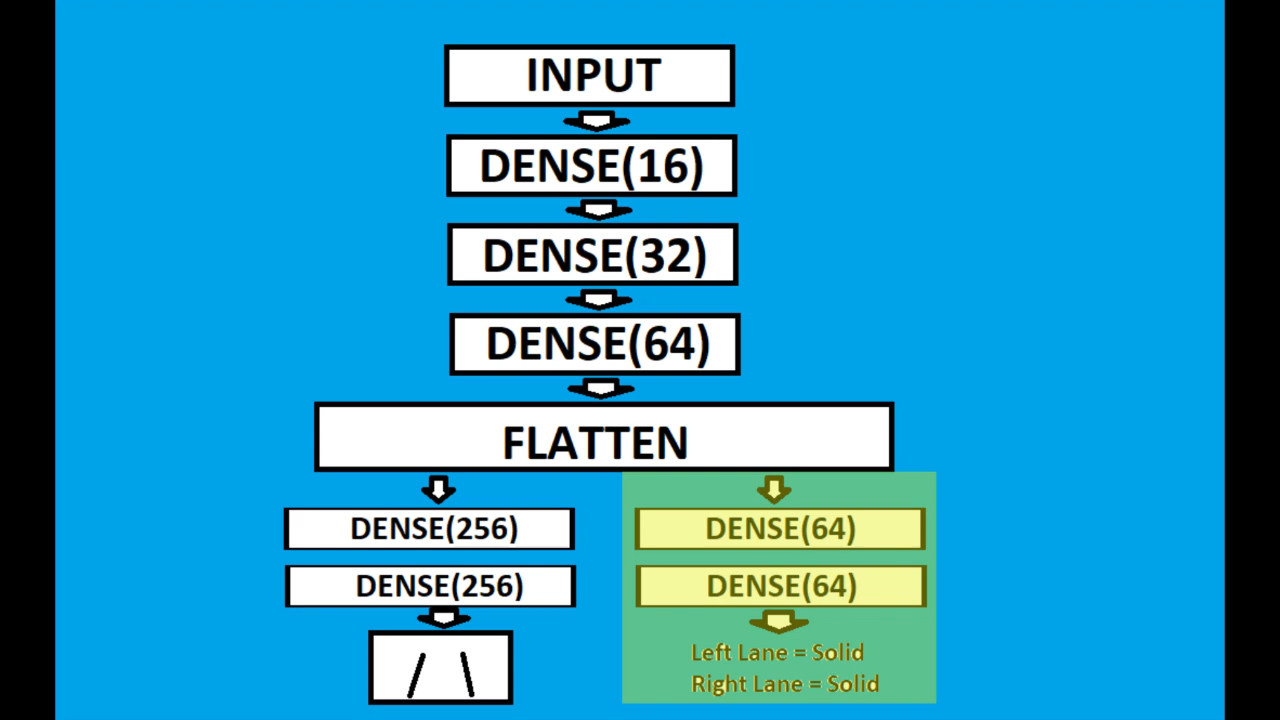 INPUT
DENSE(16)
DENSE(32)
DENSE(64)
FLATTEN
DENSE(256)
DENSE(256)
DENSE(64)
DENSE(64)
Left Lane = Solid
Right Lane = Solid